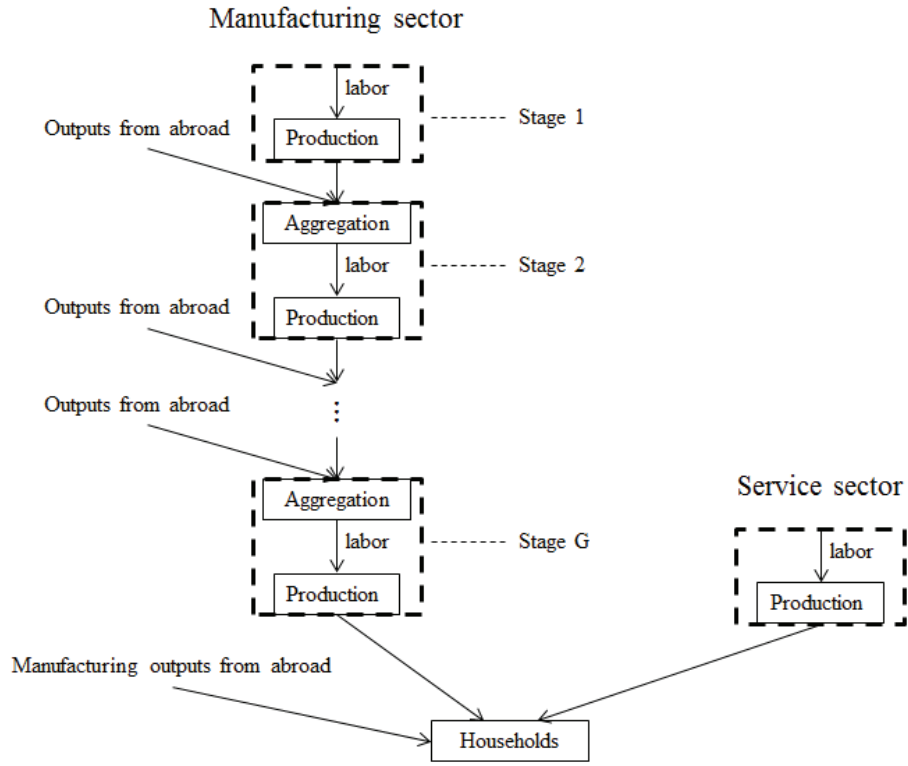 Manufacturing sector
labor
Stage 1
Outputs from abroad
Production
Aggregation
labor
Stage 2
Outputs from abroad
Production
⋮
Outputs from abroad
Aggregation
Service sector
labor
Stage G
labor
Production
Production
Manufacturing outputs from abroad
Households